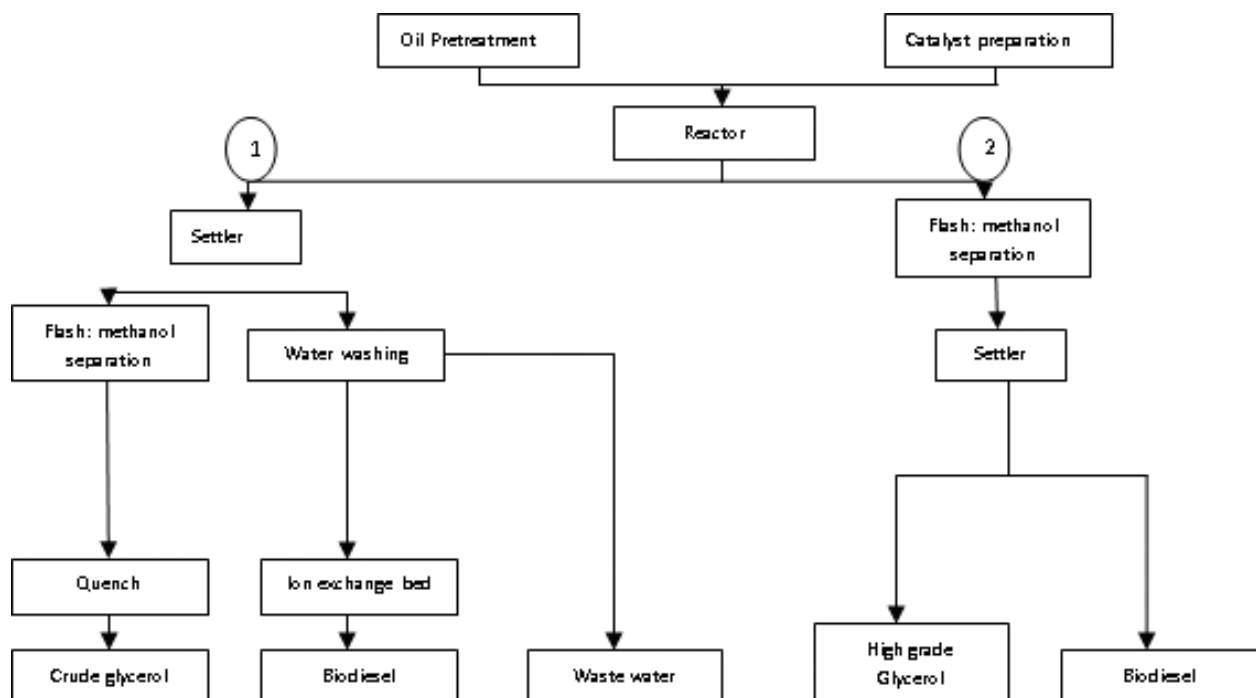 Oil Pretreatment
Catalyst preparation
Reactor
1
2
Settler
Flash: methanol
separation
Flash: methanol
separation
Water washing
Settler
Quench
Ion exchange bed
Crude glycerol
Biodiesel
Waste water
High grade
Glycerol
Biodiesel